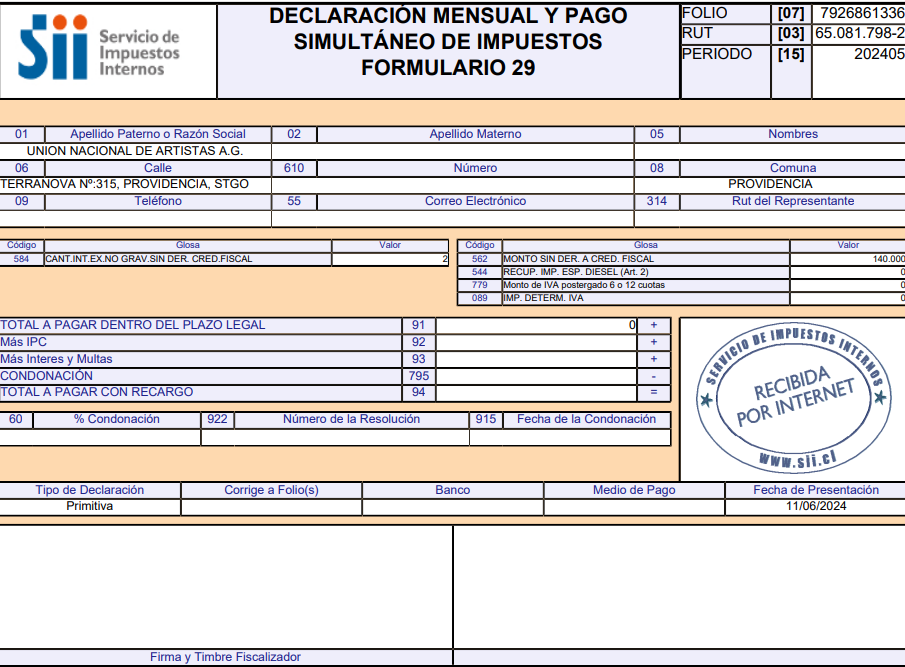 sii Servicio de
Impuestos
Internos
DECLARACIÓN MENSUAL Y PAGO
SIMULTÁNEO DE IMPUESTOS
FORMULARIO 29
FOLIO [07] 7926861336
RUT [03] 65.081.798-2
PERIODO [15] 202405
01 Apellido Paterno o Razón Social 02 Apellido Materno 05 Nombres
UNION NACIONAL DE ARTISTAS A.G.
06 Calle 610 Número 08 Comuna
TERRANOVA Nº:315, PROVIDENCIA, STGO PROVIDENCIA
09 Teléfono 55 Correo Electrónico 314 Rut del Representante
Código Glosa Valor
584 CANT.INT.EX.NO GRAV.SIN DER. CRED.FISCAL 2
Código Glosa Valor
562 MONTO SIN DER. A CRED. FISCAL 140.000
544 RECUP. IMP. ESP. DIESEL (Art. 2) 0
779 Monto de IVA postergado 6 o 12 cuotas 0
089 IMP. DETERM. IVA 0
TOTAL A PAGAR DENTRO DEL PLAZO LEGAL 91 0 +
Más IPC 92 +
Más Interes y Multas 93 +
CONDONACIÓN 795 -
TOTAL A PAGAR CON RECARGO 94 =
60 % Condonación 922 Número de la Resolución 915 Fecha de la Condonación
SERVICIO DE IMPUESTOS INTERNOS
RECIBIDA
POR INTERNET
www.sii.cl
Tipo de Declaración Corrige a Folio(s) Banco Medio de Pago Fecha de Presentación
Primitiva 11/06/2024
Firma y Timbre Fiscalizador